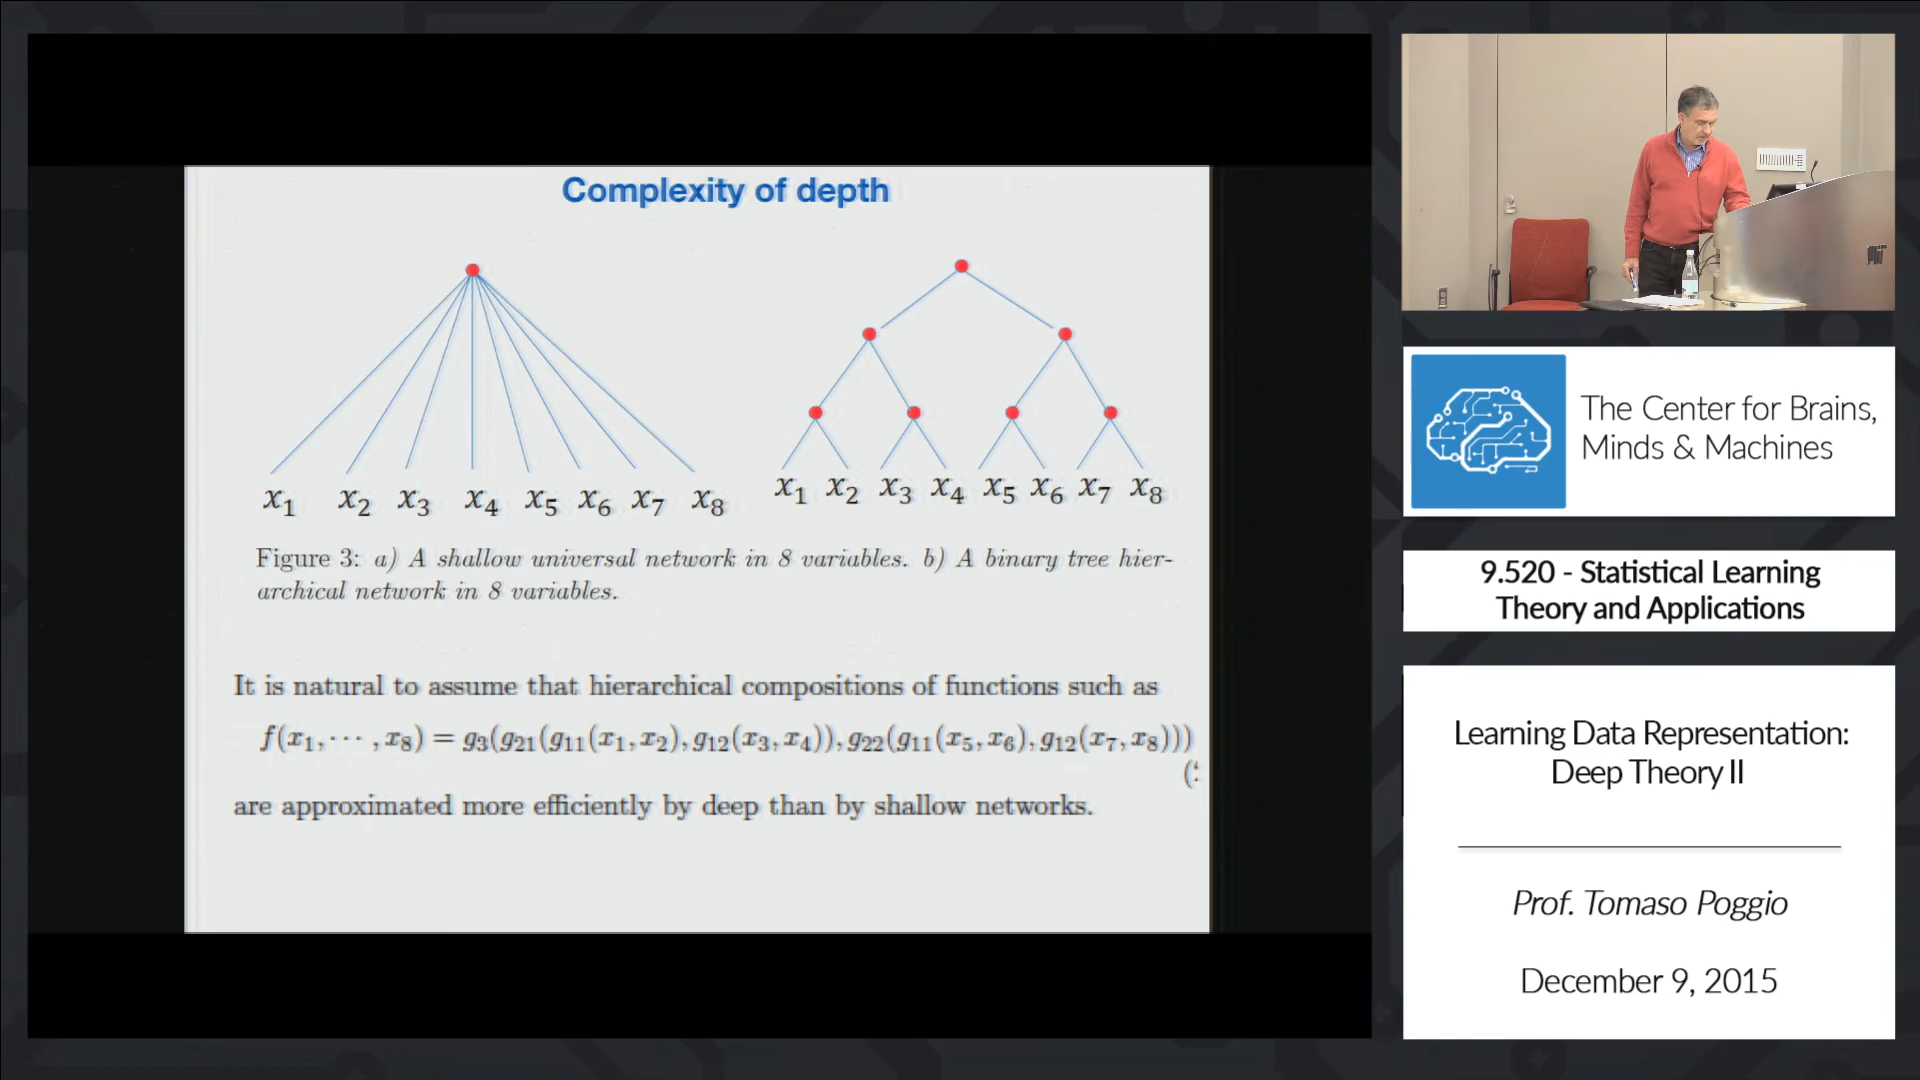 Complexity of depth
x₁ x₂ x₃ x₄ x₅ x₆ x₇ x₈
x₁ x₂ x₃ x₄ x₅ x₆ x₇ x₈
Figure 3: a) A shallow universal network in 8 variables. b) A binary tree hier-
archical network in 8 variables.
It is natural to assume that hierarchical compositions of functions such as
f(x₁, ⋯ , x₈) = g₃(g₂₁(g₁₁(x₁, x₂), g₁₂(x₃, x₄)), g₂₂(g₁₁(x₅, x₆), g₁₂(x₇, x₈)))
are approximated more efficiently by deep than by shallow networks.
The Center for Brains,
Minds & Machines
9.520 - Statistical Learning
Theory and Applications
Learning Data Representation:
Deep Theory II
Prof. Tomaso Poggio
December 9, 2015